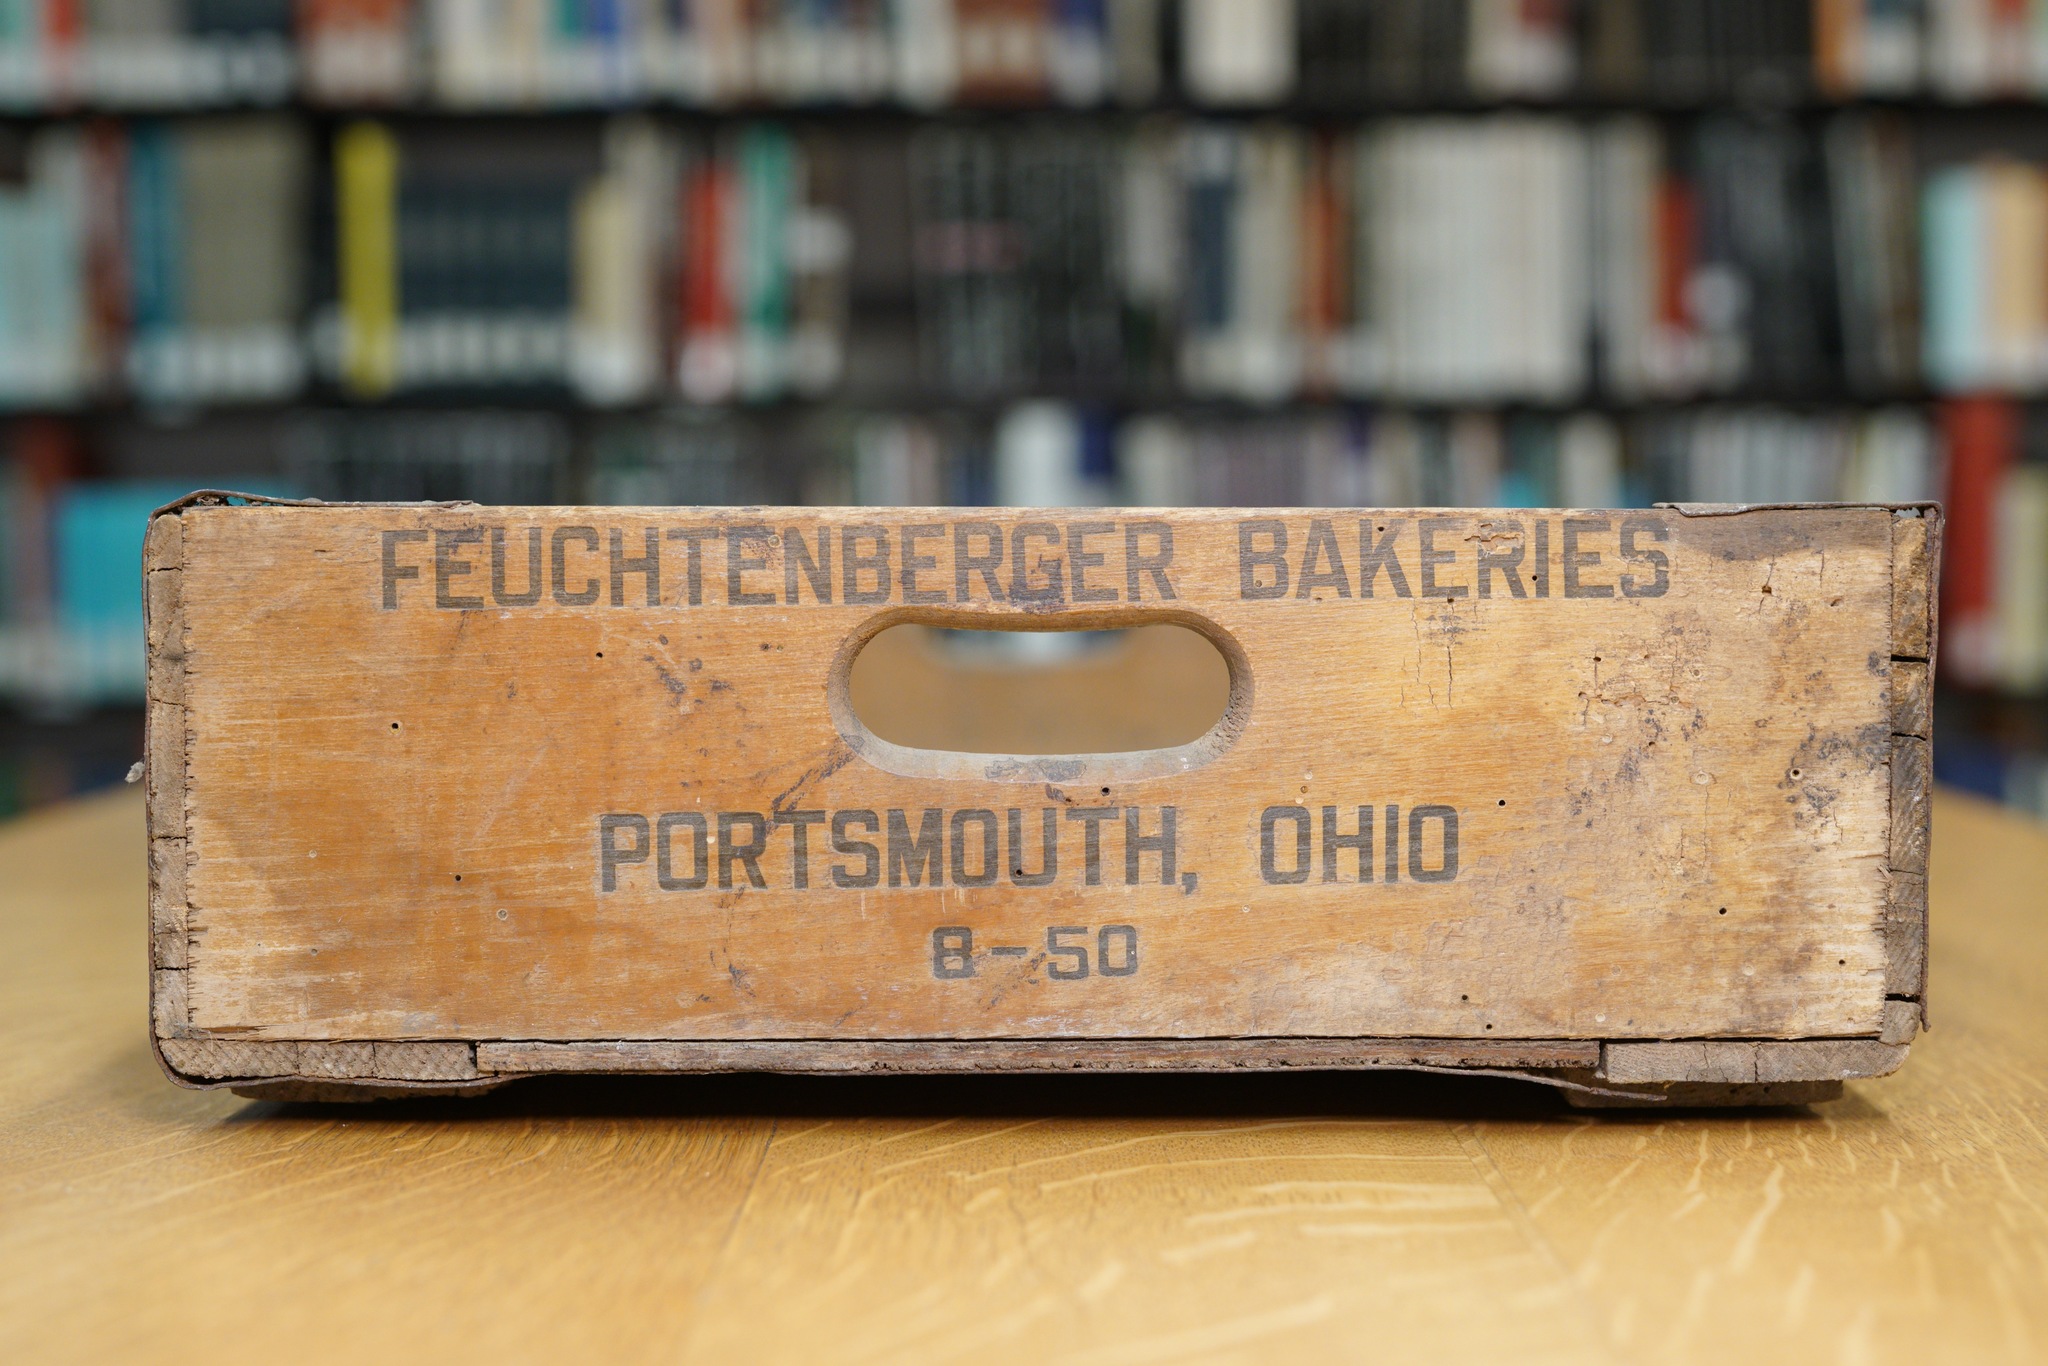 FEUCHTENBERGER BAKERIES
PORTSMOUTH, OHIO
8-50